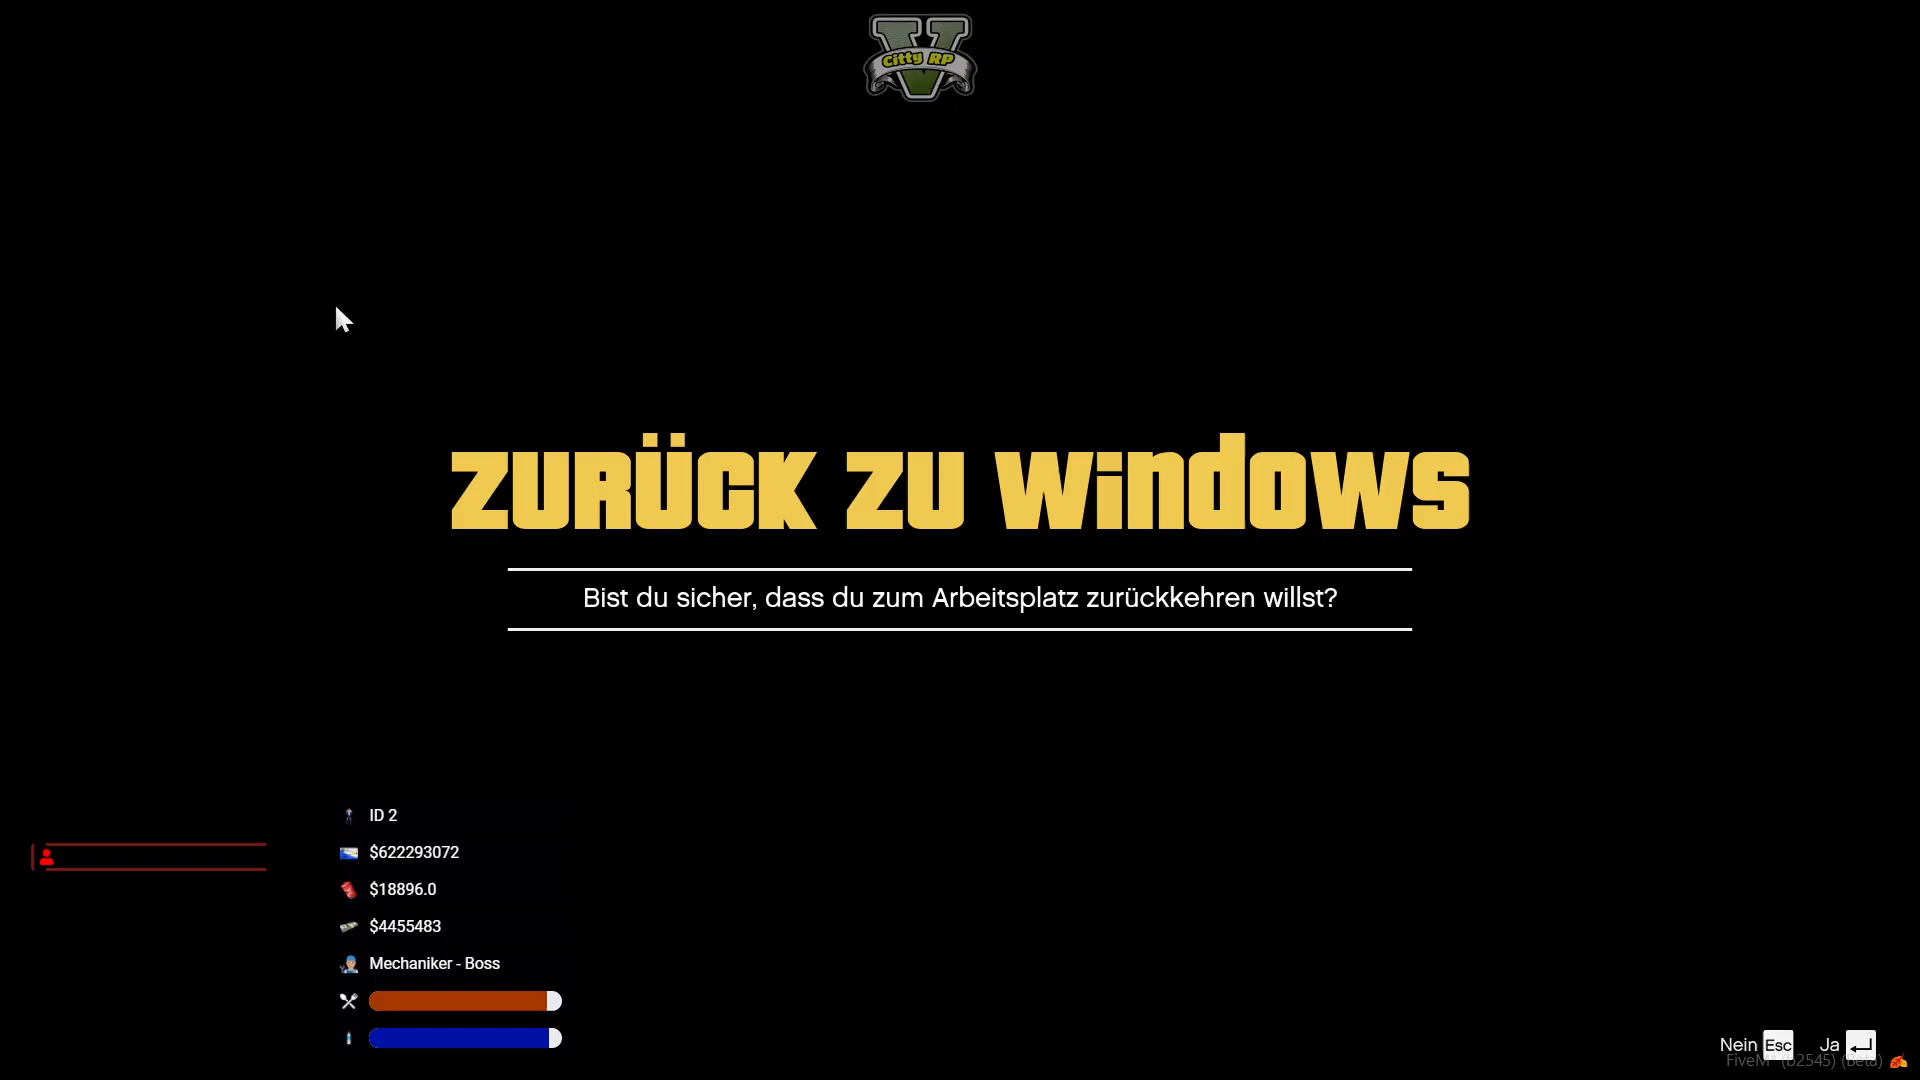 Citty RP
ZURÜCK ZU WINDOWS
Bist du sicher, dass du zum Arbeitsplatz zurückkehren willst?
ID 2
$622293072
$18896.0
$4455483
Mechaniker - Boss
Nein Esc Ja
FiveM* (b2545) (Beta)